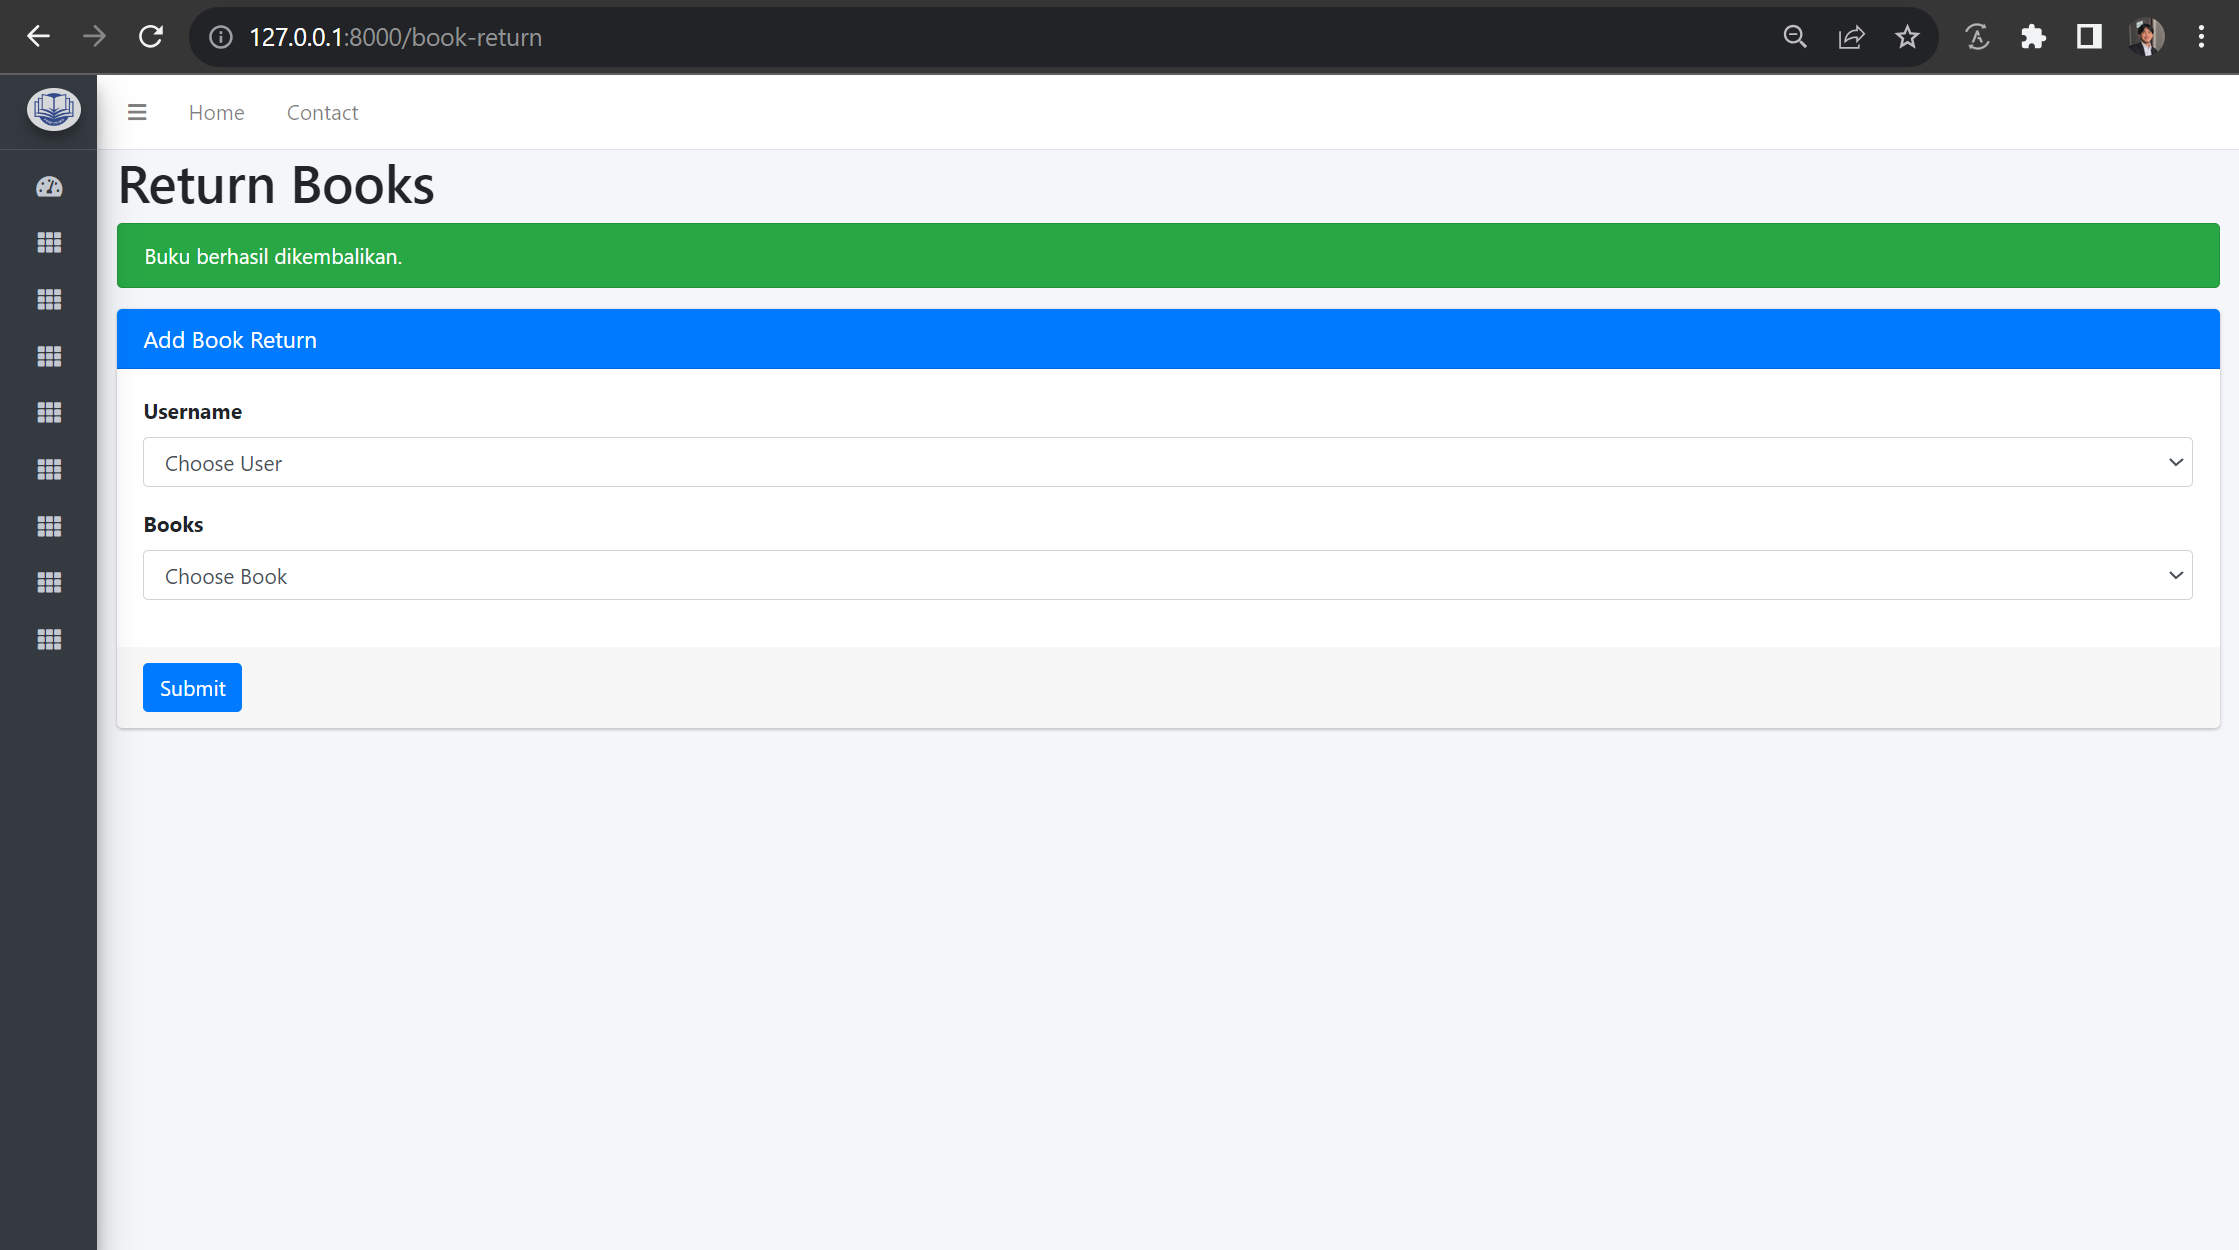 127.0.0.1:8000/book-return
Home Contact
Return Books
Buku berhasil dikembalikan.
Add Book Return
Username
Choose User
Books
Choose Book
Submit